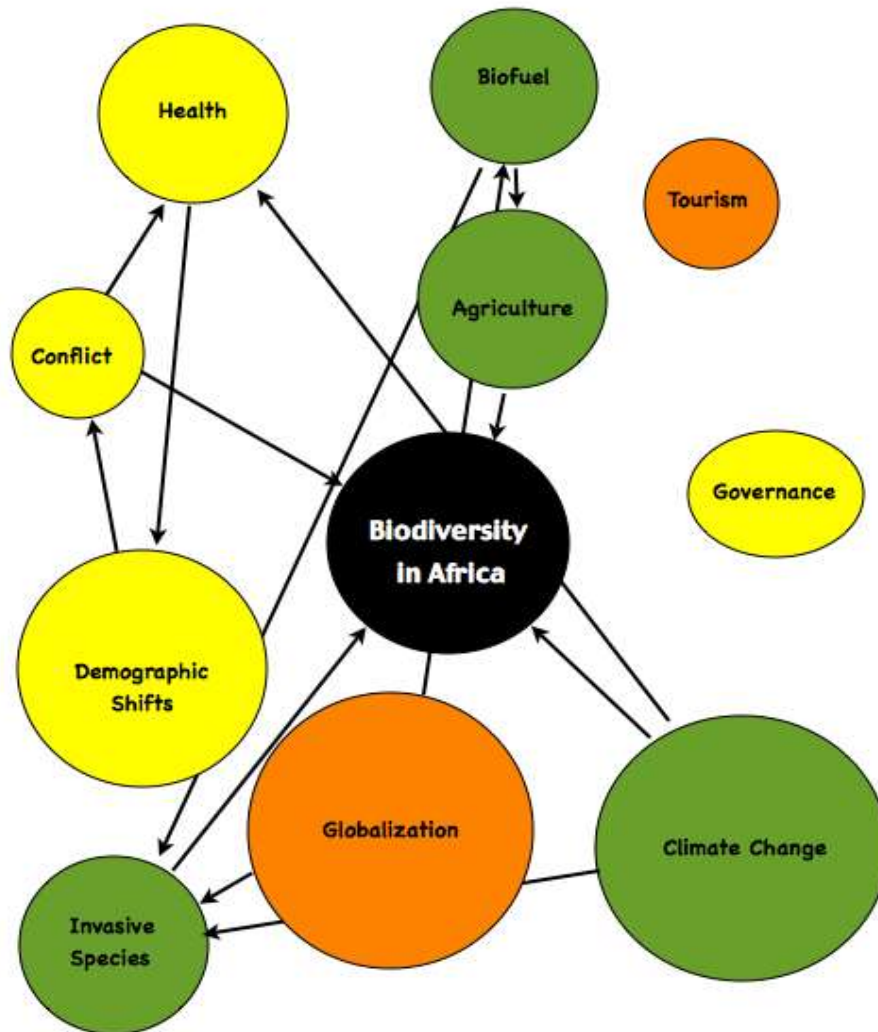 Biofuel
Health
Tourism
Agriculture
Conflict
Governance
Biodiversity
in Africa
Demographic
Shifts
Globalization
Climate Change
Invasive
Species